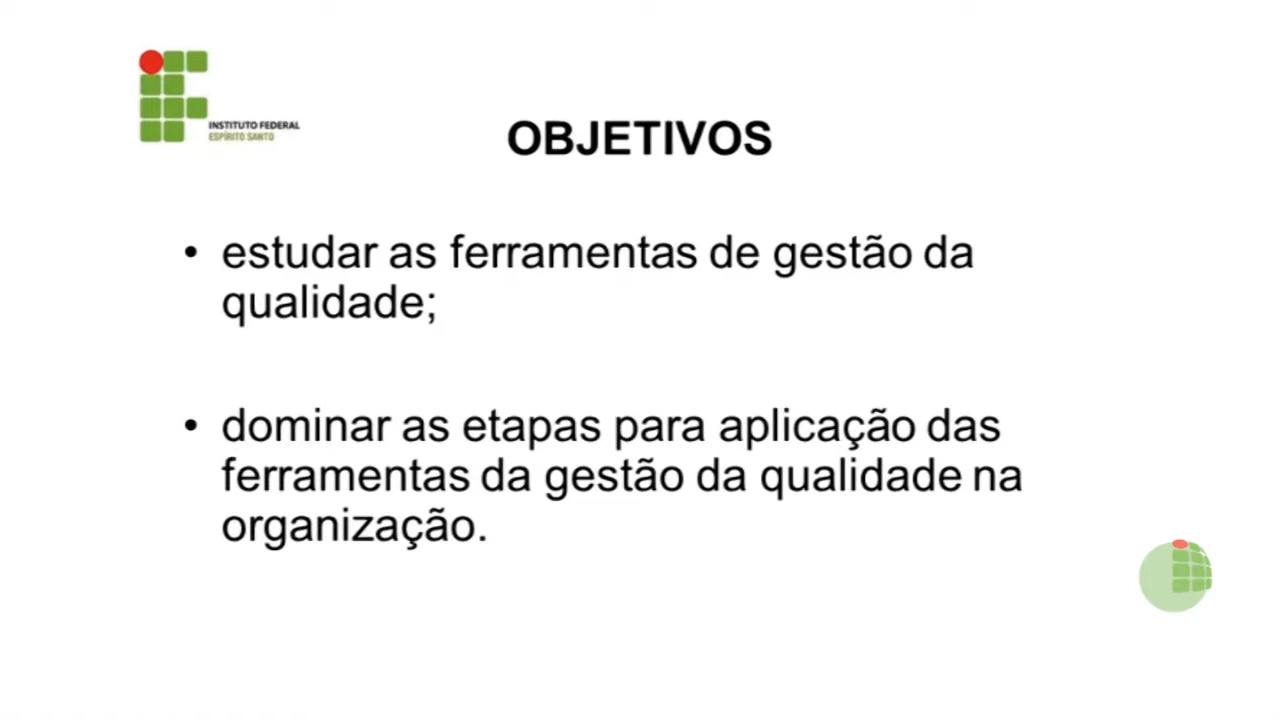 INSTITUTO FEDERAL
ESPÍRITO SANTO
OBJETIVOS
• estudar as ferramentas de gestão da
qualidade;
• dominar as etapas para aplicação das
ferramentas da gestão da qualidade na
organização.